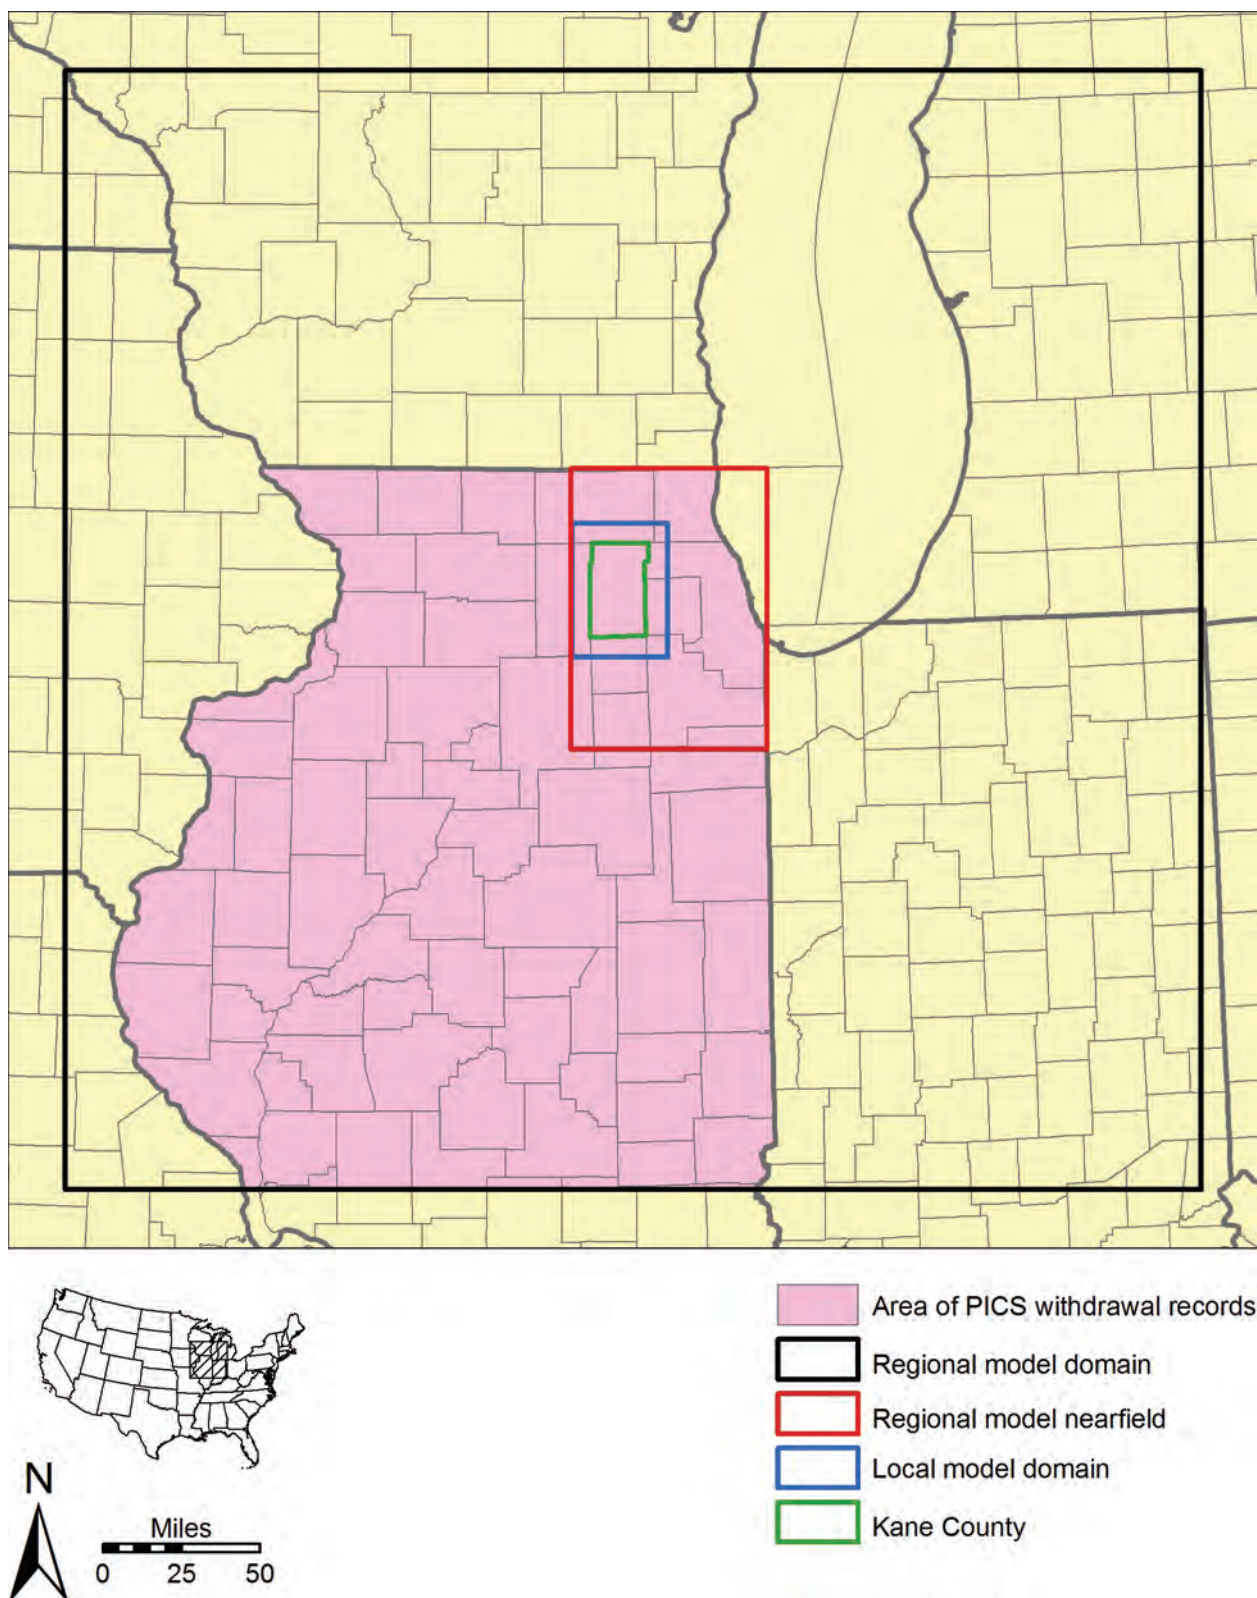 Area of PICS withdrawal records
Regional model domain
Regional model nearfield
Local model domain
Kane County
N
Miles
0 25 50